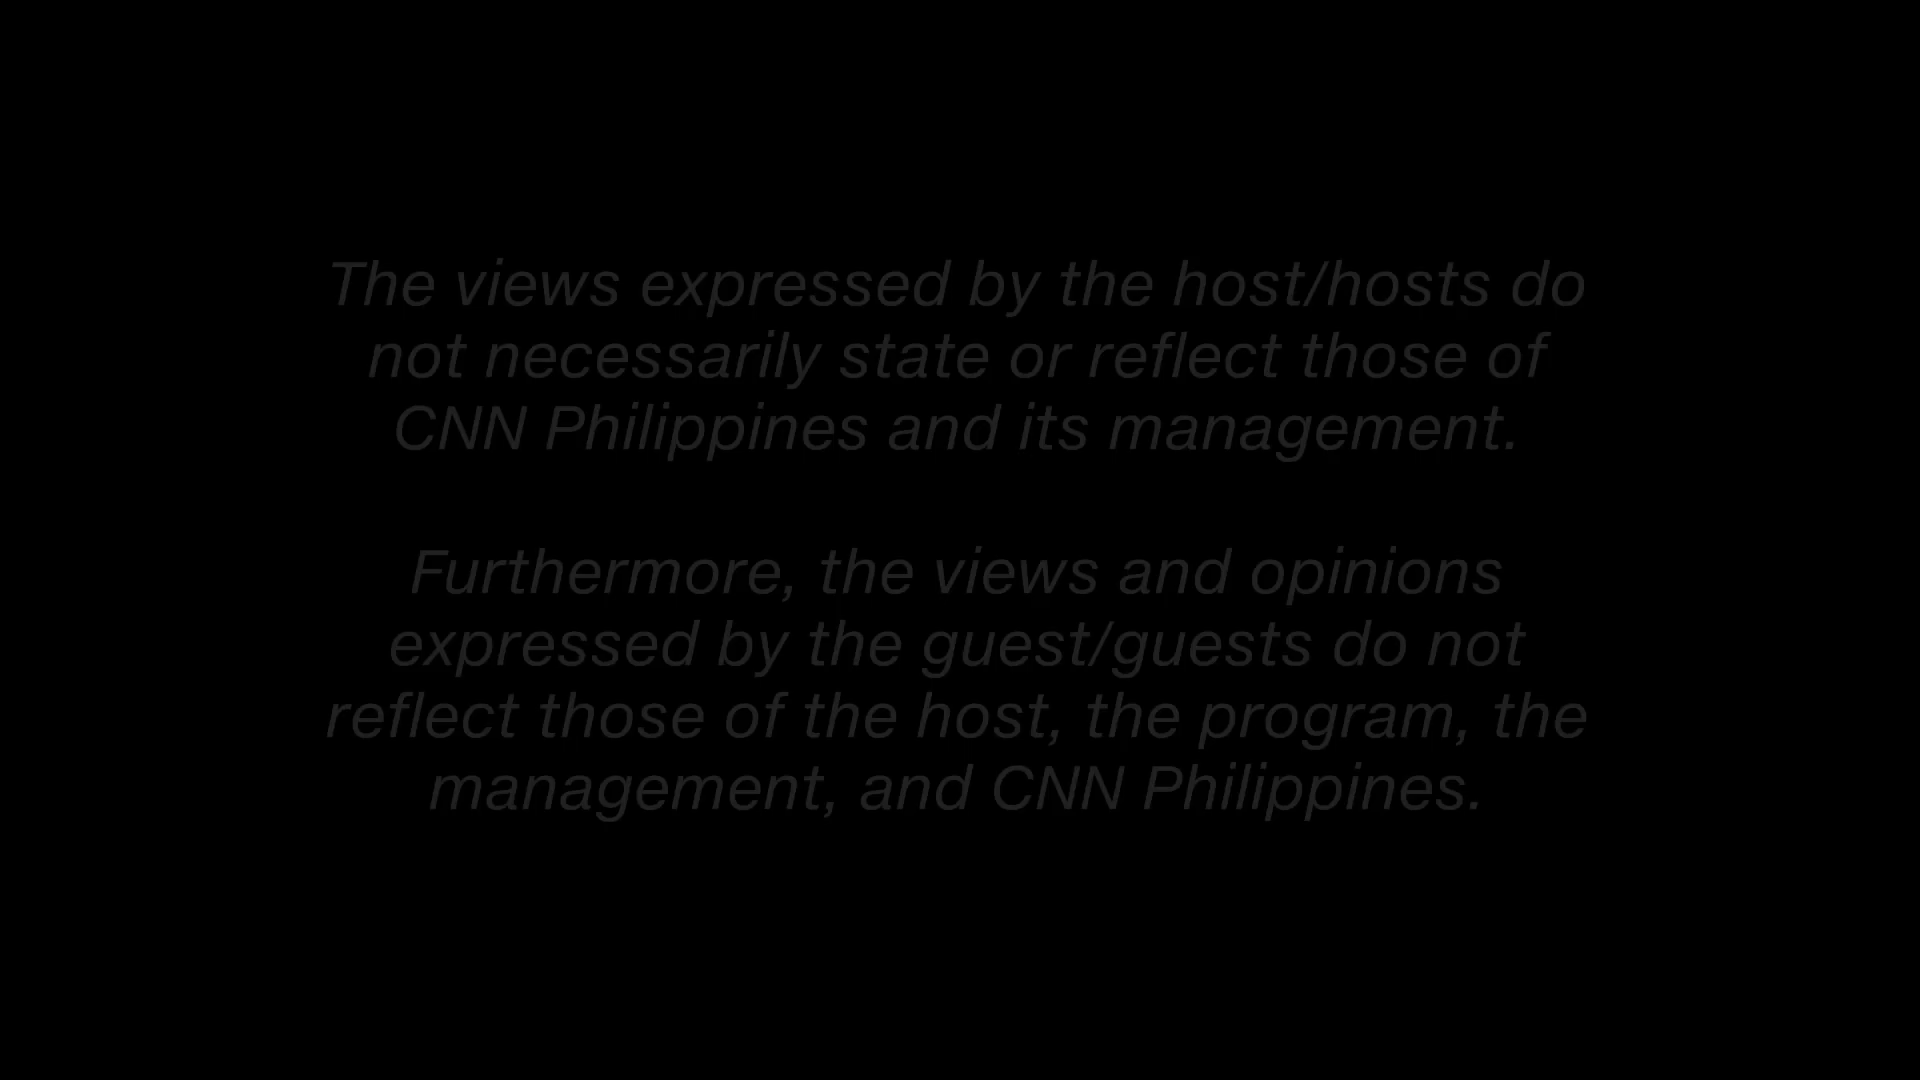 The views expressed by the host/hosts do
not necessarily state or reflect those of
CNN Philippines and its management.
Furthermore, the views and opinions
expressed by the guest/guests do not
reflect those of the host, the program, the
management, and CNN Philippines.